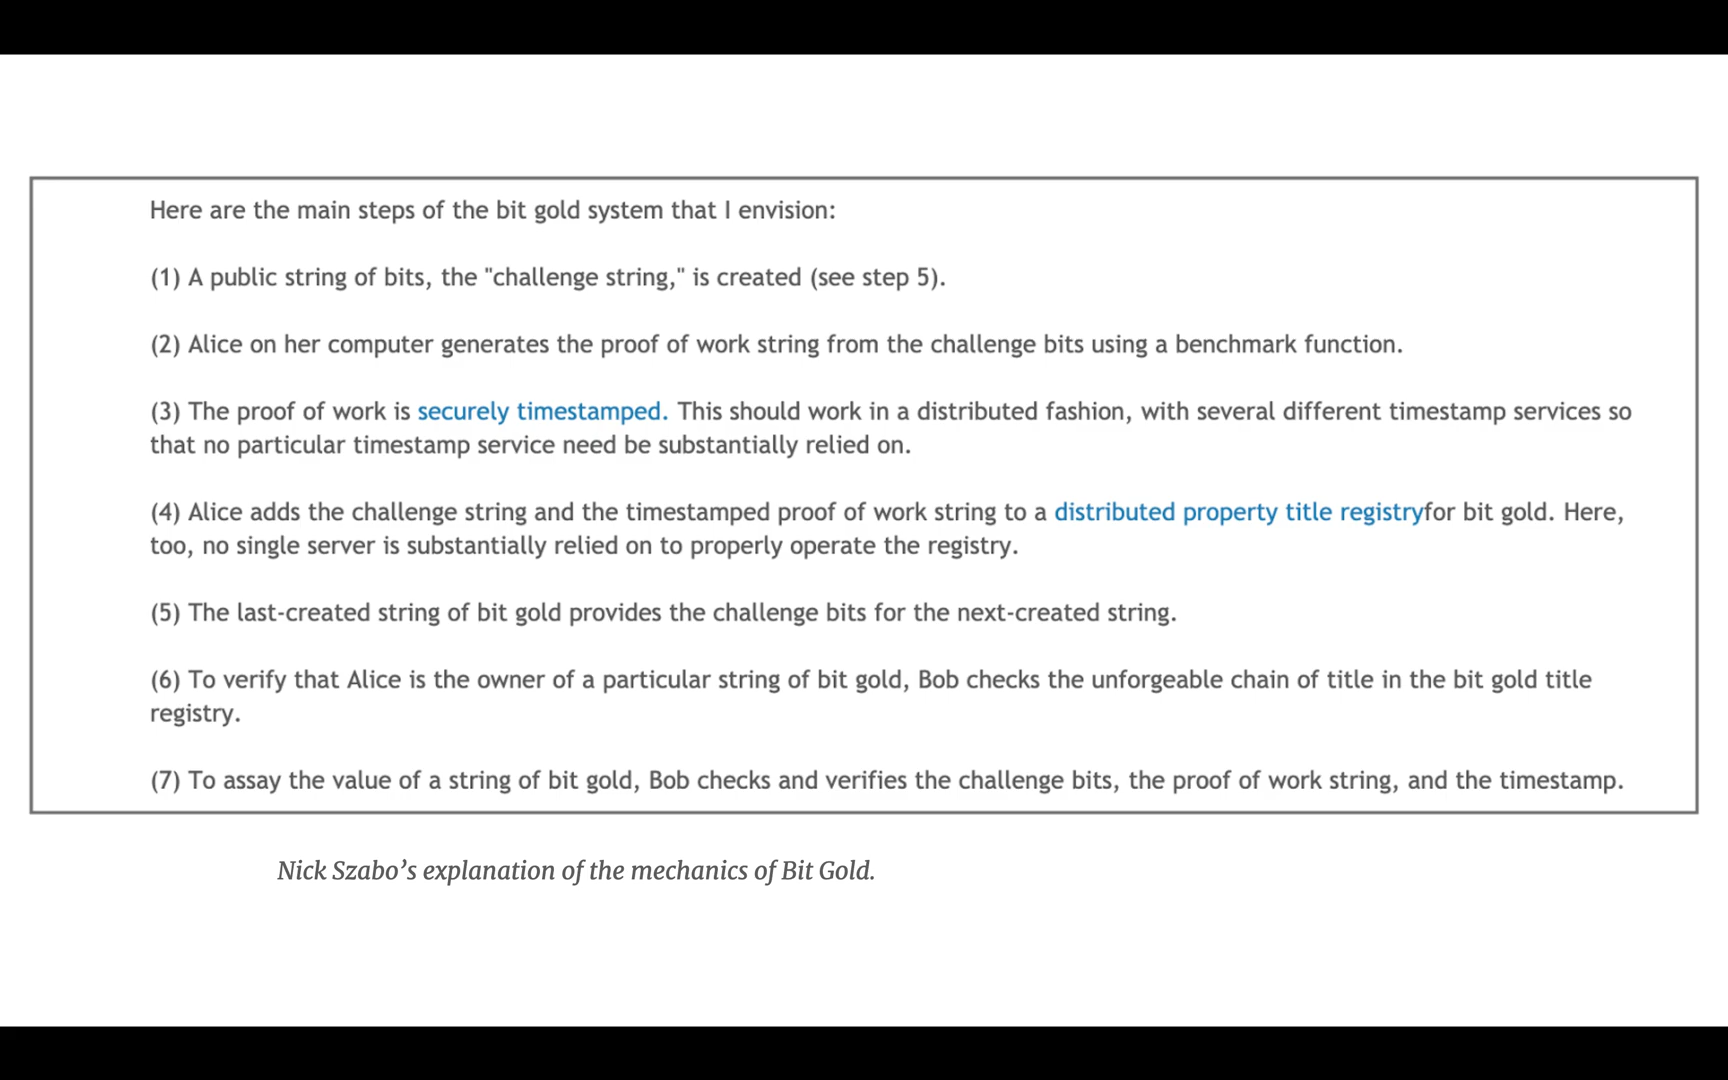 Here are the main steps of the bit gold system that I envision:
(1) A public string of bits, the "challenge string," is created (see step 5).
(2) Alice on her computer generates the proof of work string from the challenge bits using a benchmark function.
(3) The proof of work is securely timestamped. This should work in a distributed fashion, with several different timestamp services so
that no particular timestamp service need be substantially relied on.
(4) Alice adds the challenge string and the timestamped proof of work string to a distributed property title registryfor bit gold. Here,
too, no single server is substantially relied on to properly operate the registry.
(5) The last-created string of bit gold provides the challenge bits for the next-created string.
(6) To verify that Alice is the owner of a particular string of bit gold, Bob checks the unforgeable chain of title in the bit gold title
registry.
(7) To assay the value of a string of bit gold, Bob checks and verifies the challenge bits, the proof of work string, and the timestamp.
Nick Szabo’s explanation of the mechanics of Bit Gold.